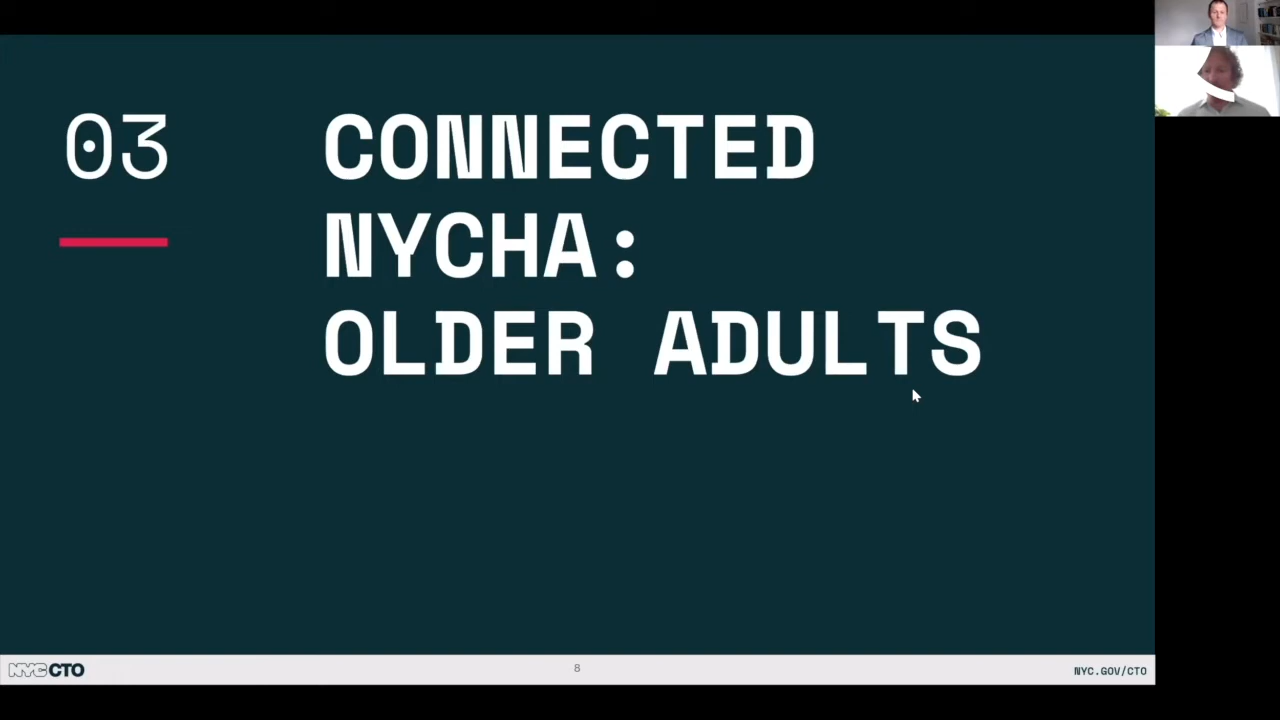 03
CONNECTED
NYCHA:
OLDER ADULTS
NYC CTO
8
NYC.GOV/CTO